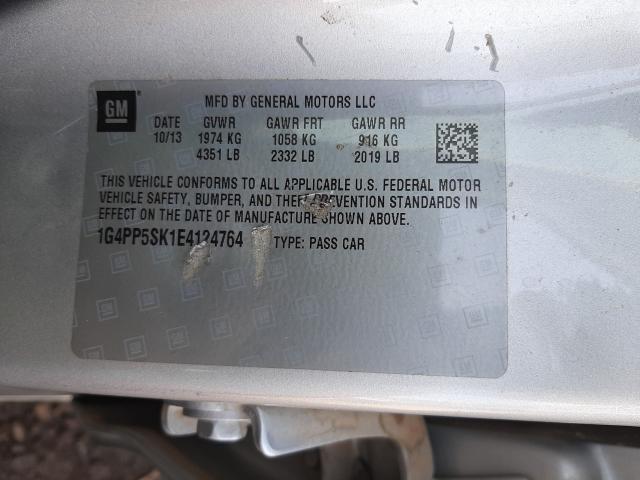 GM
MFD BY GENERAL MOTORS LLC
DATE GVWR GAWR FRT GAWR RR
10/13 1974 KG 1058 KG 916 KG
4351 LB 2332 LB 2019 LB
THIS VEHICLE CONFORMS TO ALL APPLICABLE U.S. FEDERAL MOTOR
VEHICLE SAFETY, BUMPER, AND THEFT PREVENTION STANDARDS IN
EFFECT ON THE DATE OF MANUFACTURE SHOWN ABOVE.
1G4PP5SK1E4124764 TYPE: PASS CAR